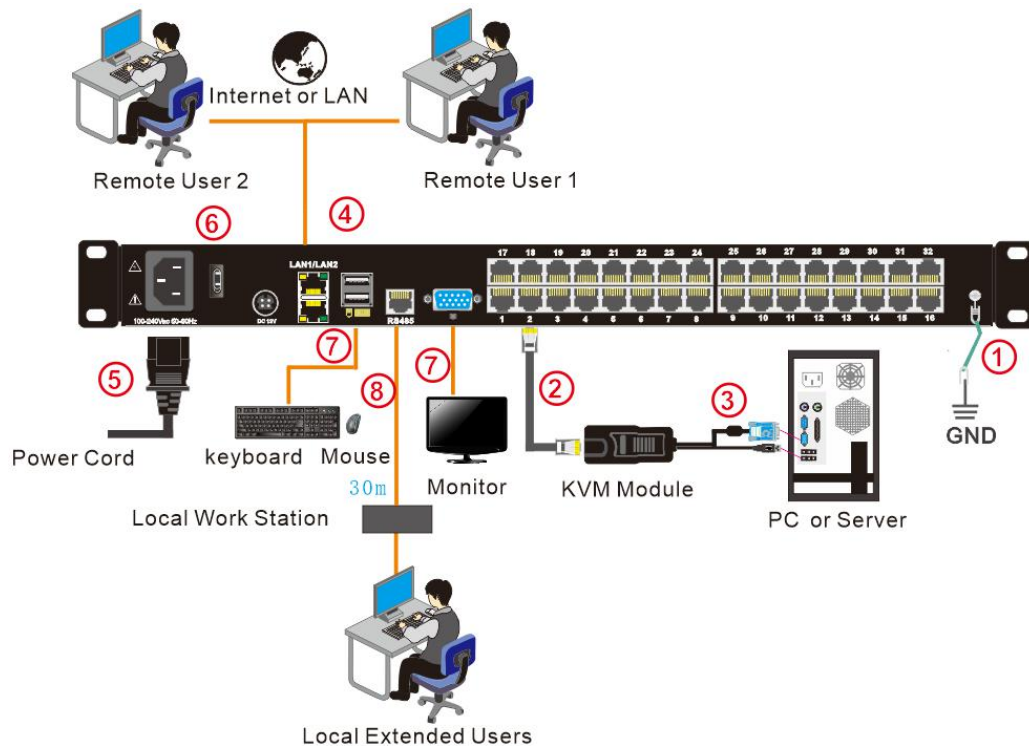 Internet or LAN
Remote User 2
Remote User 1
⑥
④
LAN1/LAN2
17 18 19 20 21 22 23 24 25 26 27 28 29 30 31 32
DC 12V
RS485
100-240Vac 50-60Hz
1 2 3 4 5 6 7 8 9 10 11 12 13 14 15 16
⑦
⑦
①
⑤
⑧
②
③
GND
Power Cord
keyboard
Mouse
Monitor
KVM Module
30m
PC or Server
Local Work Station
Local Extended Users